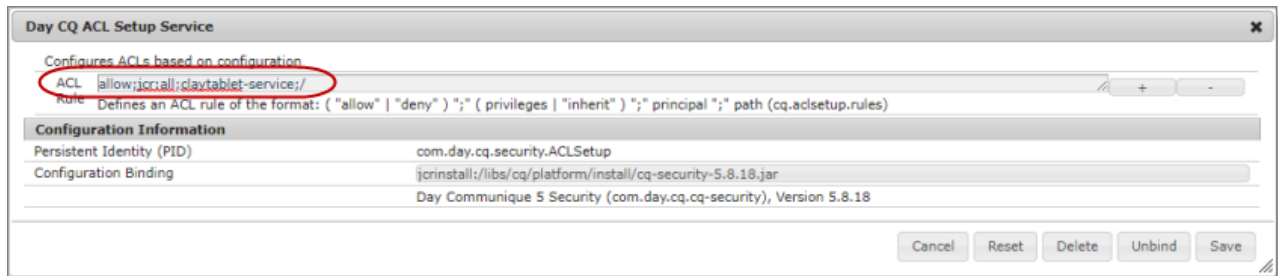 Day CQ ACL Setup Service
Configures ACLs based on configuration
ACL Rule allow;jcr:all;claytablet-service;/ + -
Defines an ACL rule of the format: ( "allow" | "deny" ) ";" ( privileges | "inherit" ) ";" principal ";" path (cq.aclsetup.rules)
Configuration Information
Persistent Identity (PID) com.day.cq.security.ACLSetup
Configuration Binding jcrinstall:/libs/cq/platform/install/cq-security-5.8.18.jar
Day Communique 5 Security (com.day.cq.cq-security), Version 5.8.18
Cancel Reset Delete Unbind Save